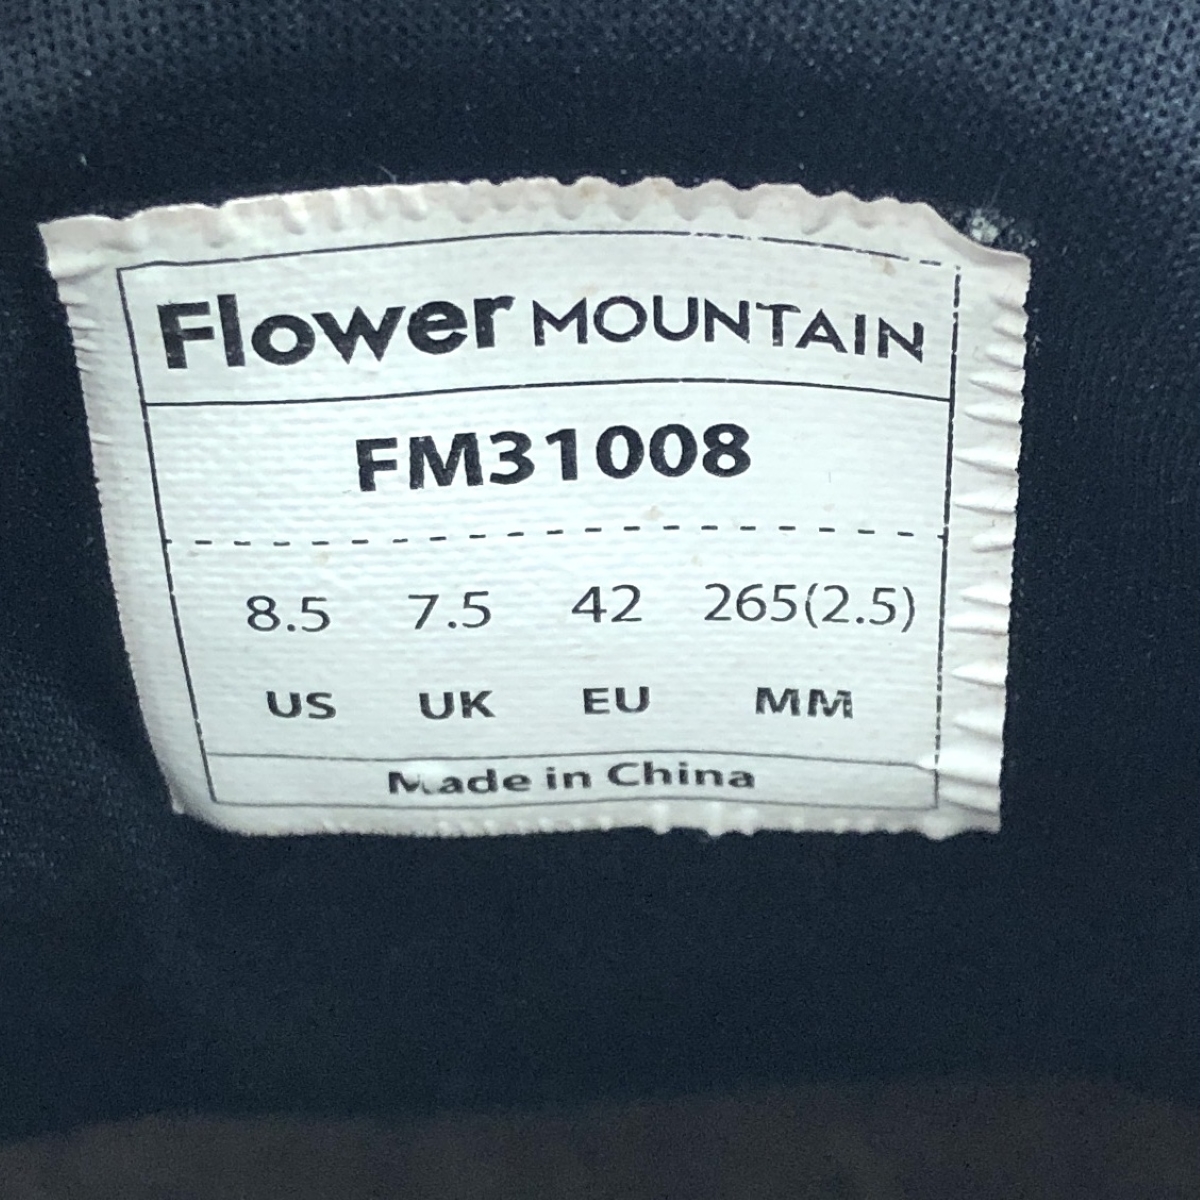 Flower MOUNTAIN
FM31008
8.5 7.5 42 265(2.5)
US UK EU MM
Made in China